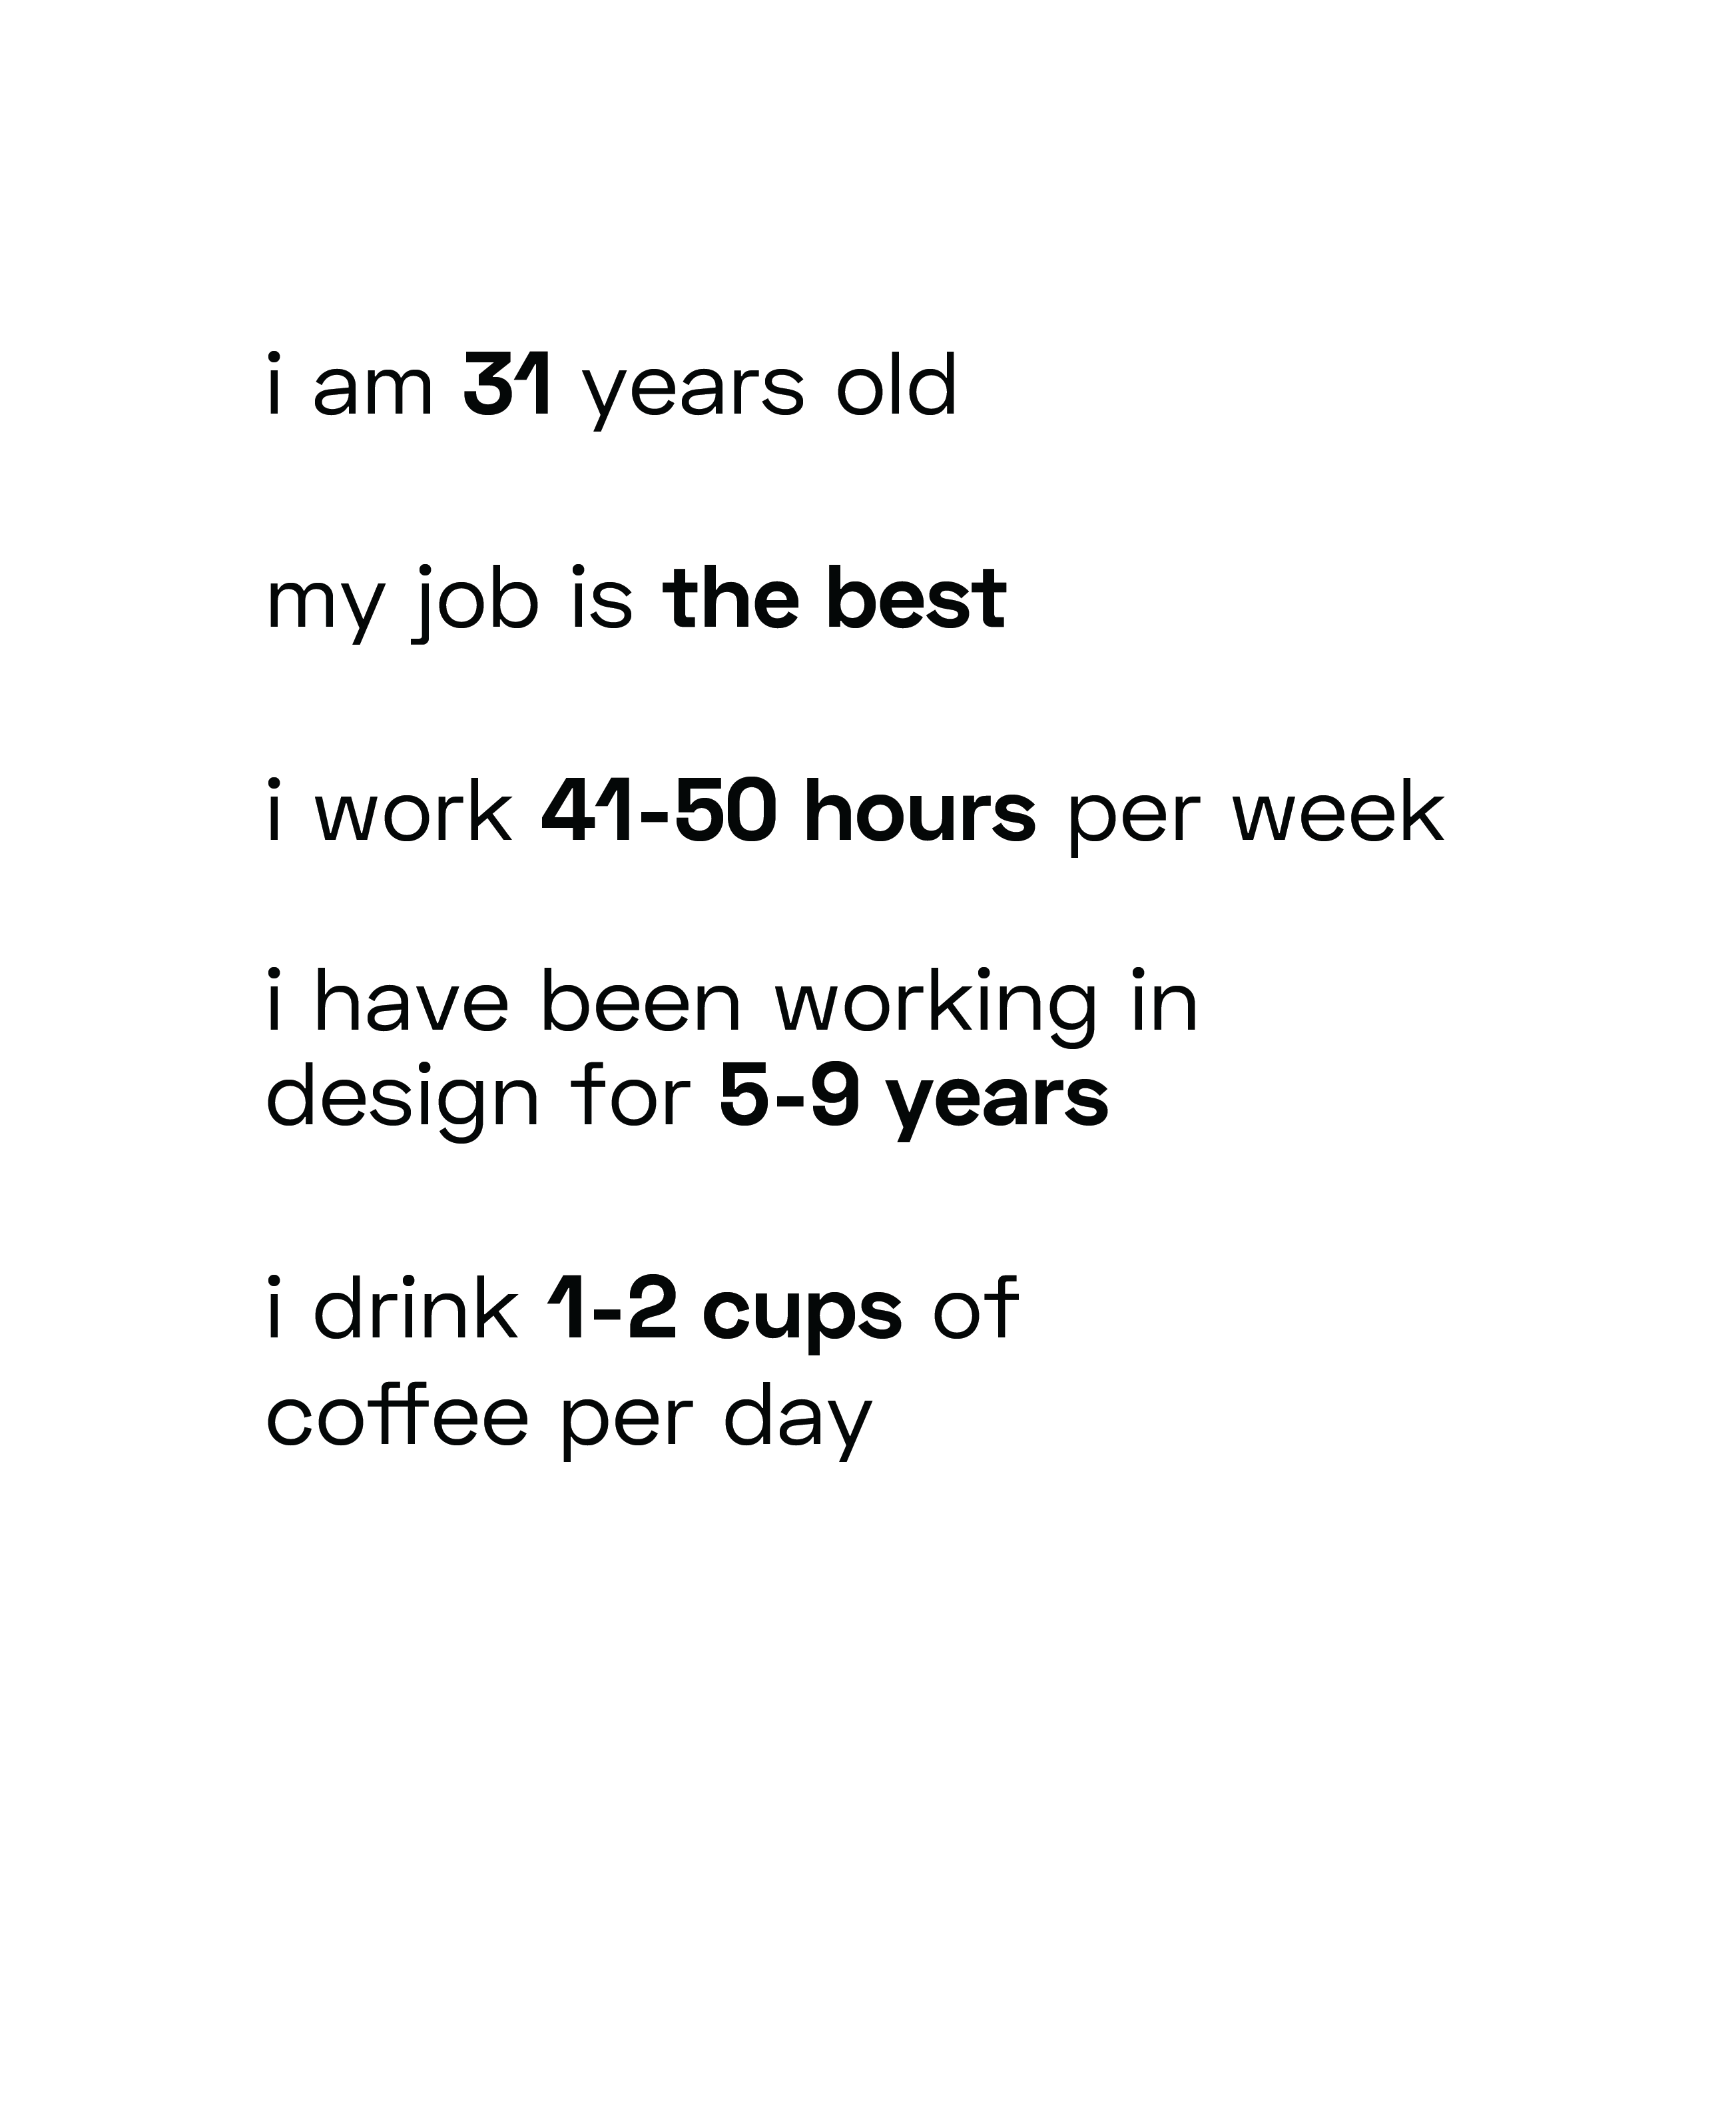 i am 31 years old
my job is the best
i work 41-50 hours per week
i have been working in
design for 5-9 years
i drink 1-2 cups of
coffee per day